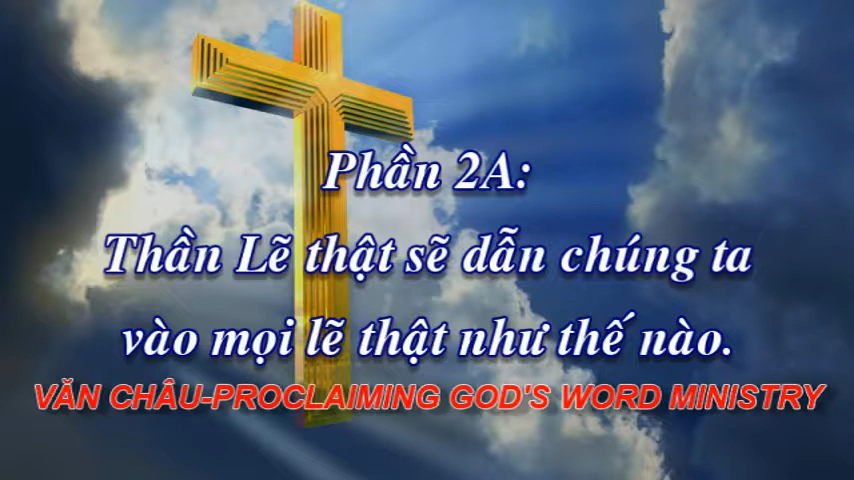 Phần 2A:
Thần Lẽ thật sẽ dẫn chúng ta
vào mọi lẽ thật như thế nào.
VĂN CHÂU-PROCLAIMING GOD'S WORD MINISTRY